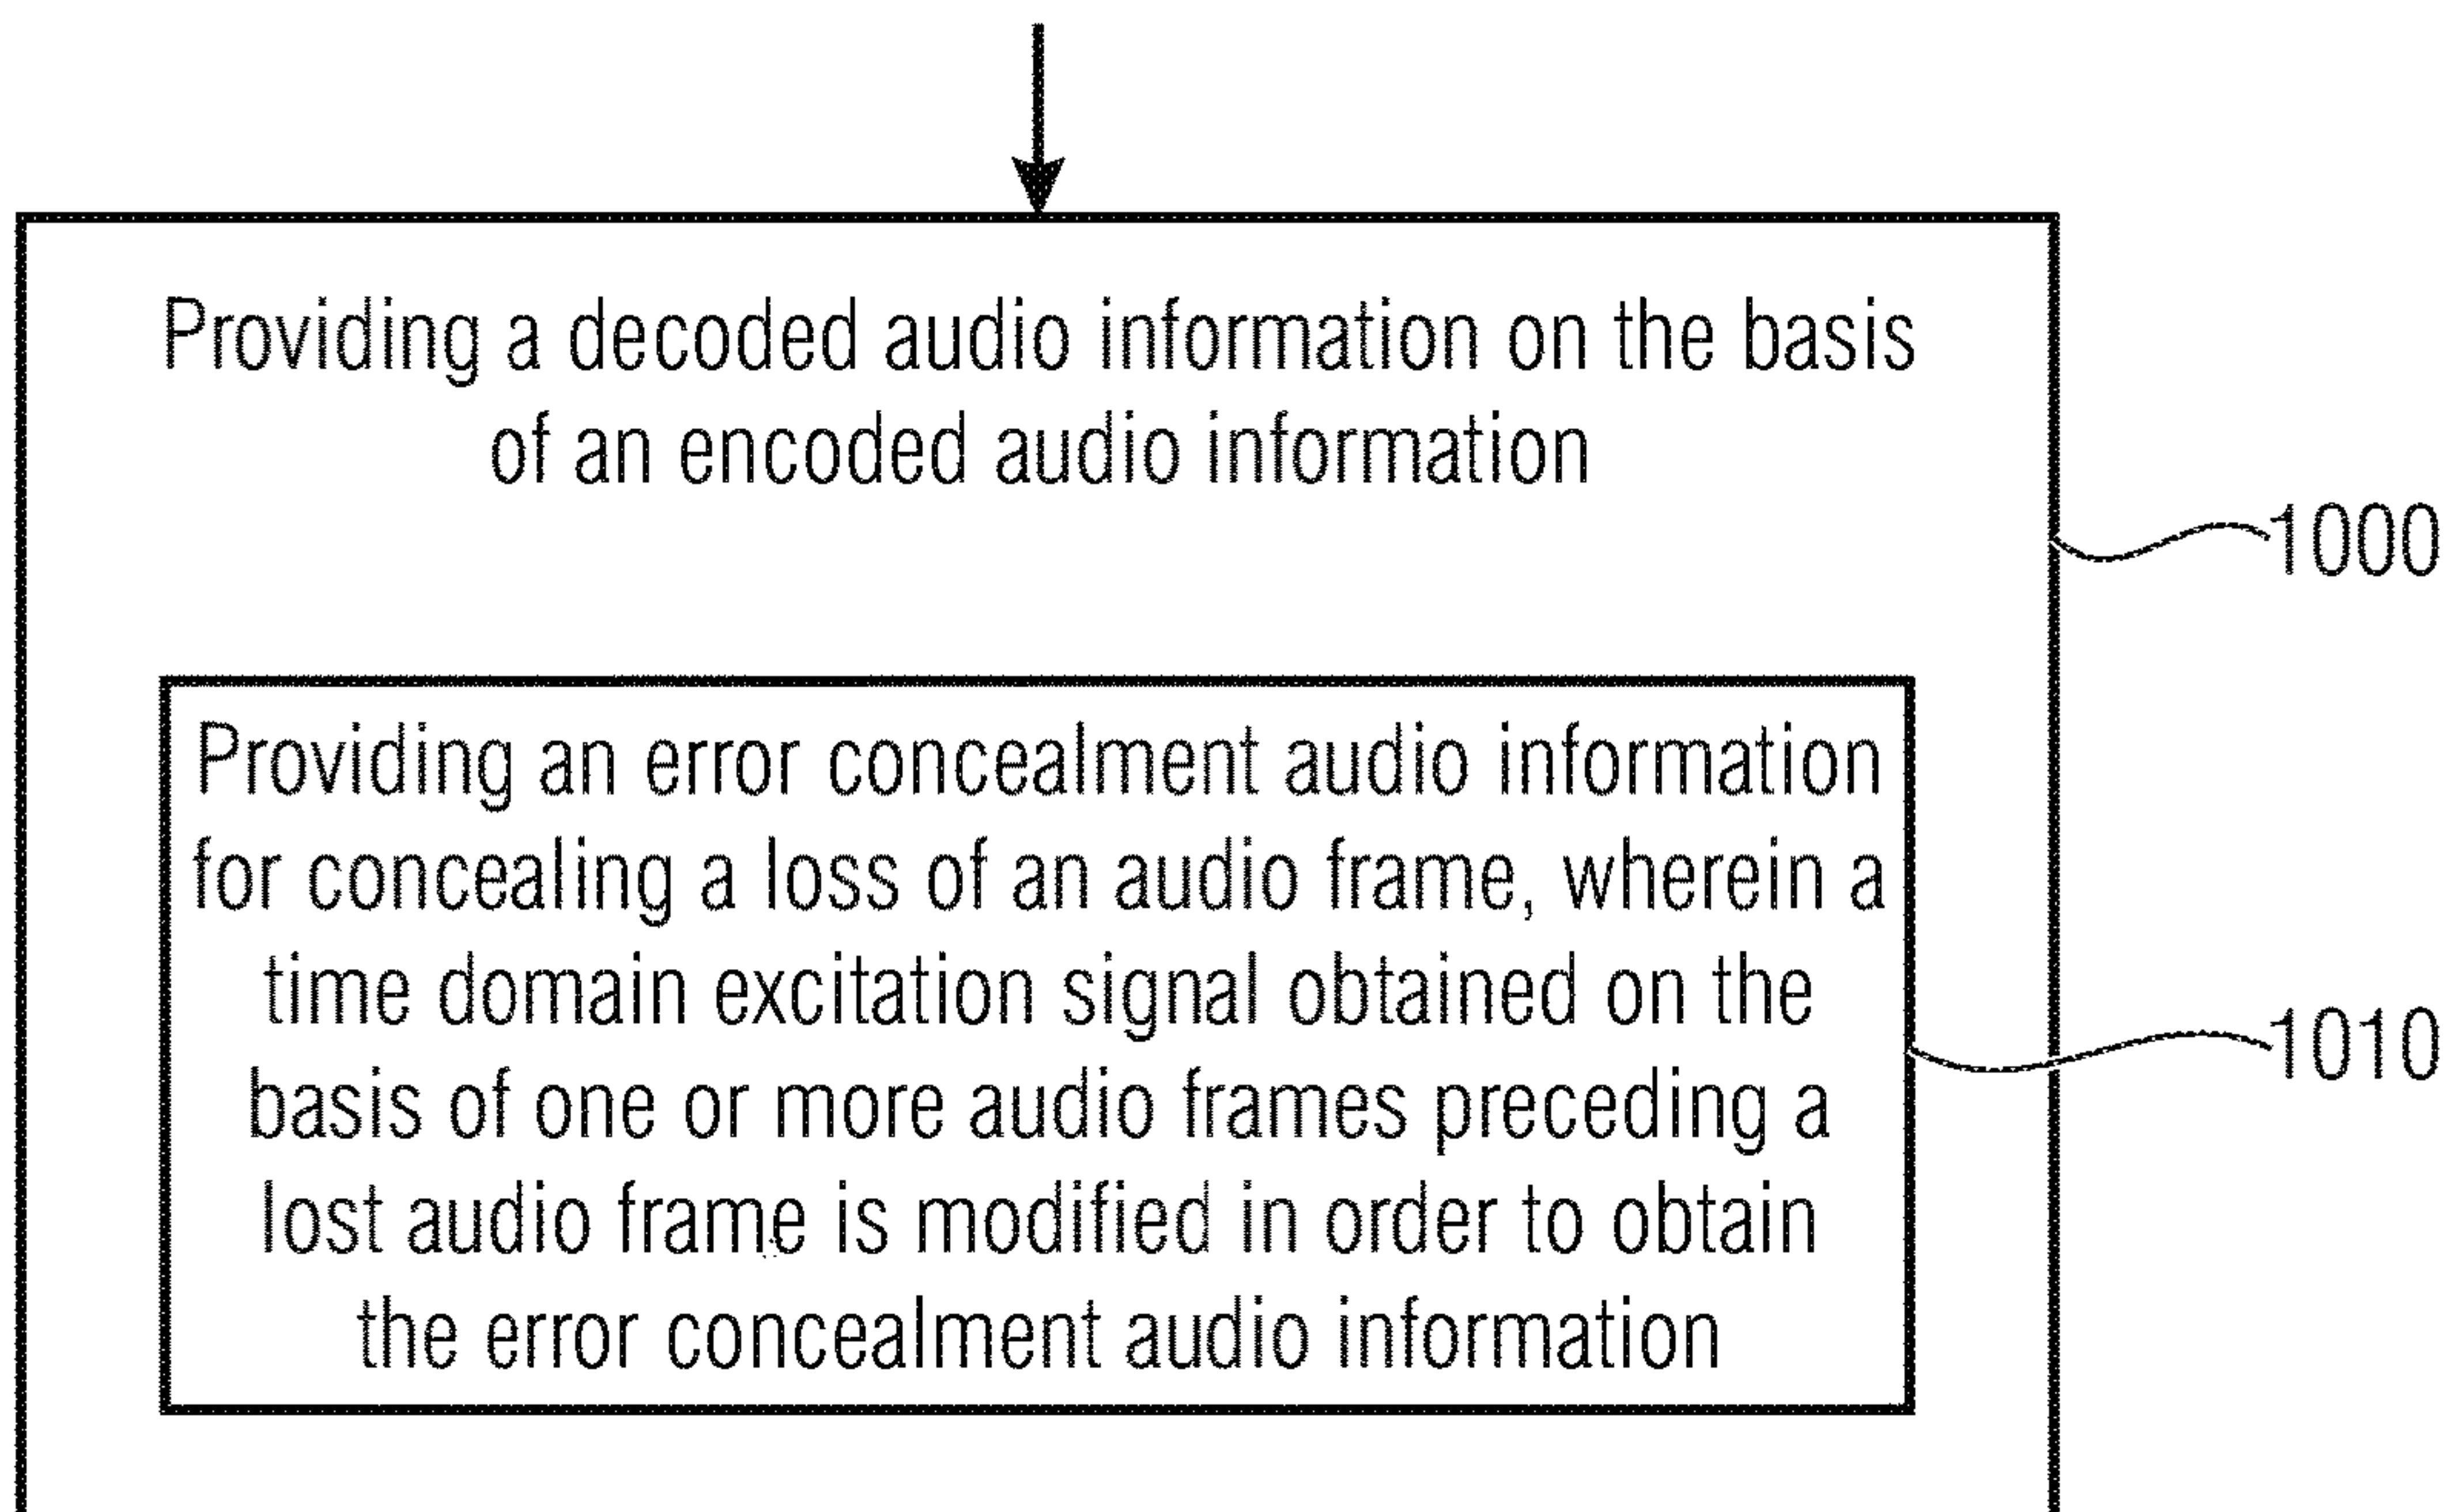 Providing a decoded audio information on the basis
of an encoded audio information
1000
Providing an error concealment audio information
for concealing a loss of an audio frame, wherein a
time domain excitation signal obtained on the
basis of one or more audio frames preceding a
lost audio frame is modified in order to obtain
the error concealment audio information
1010